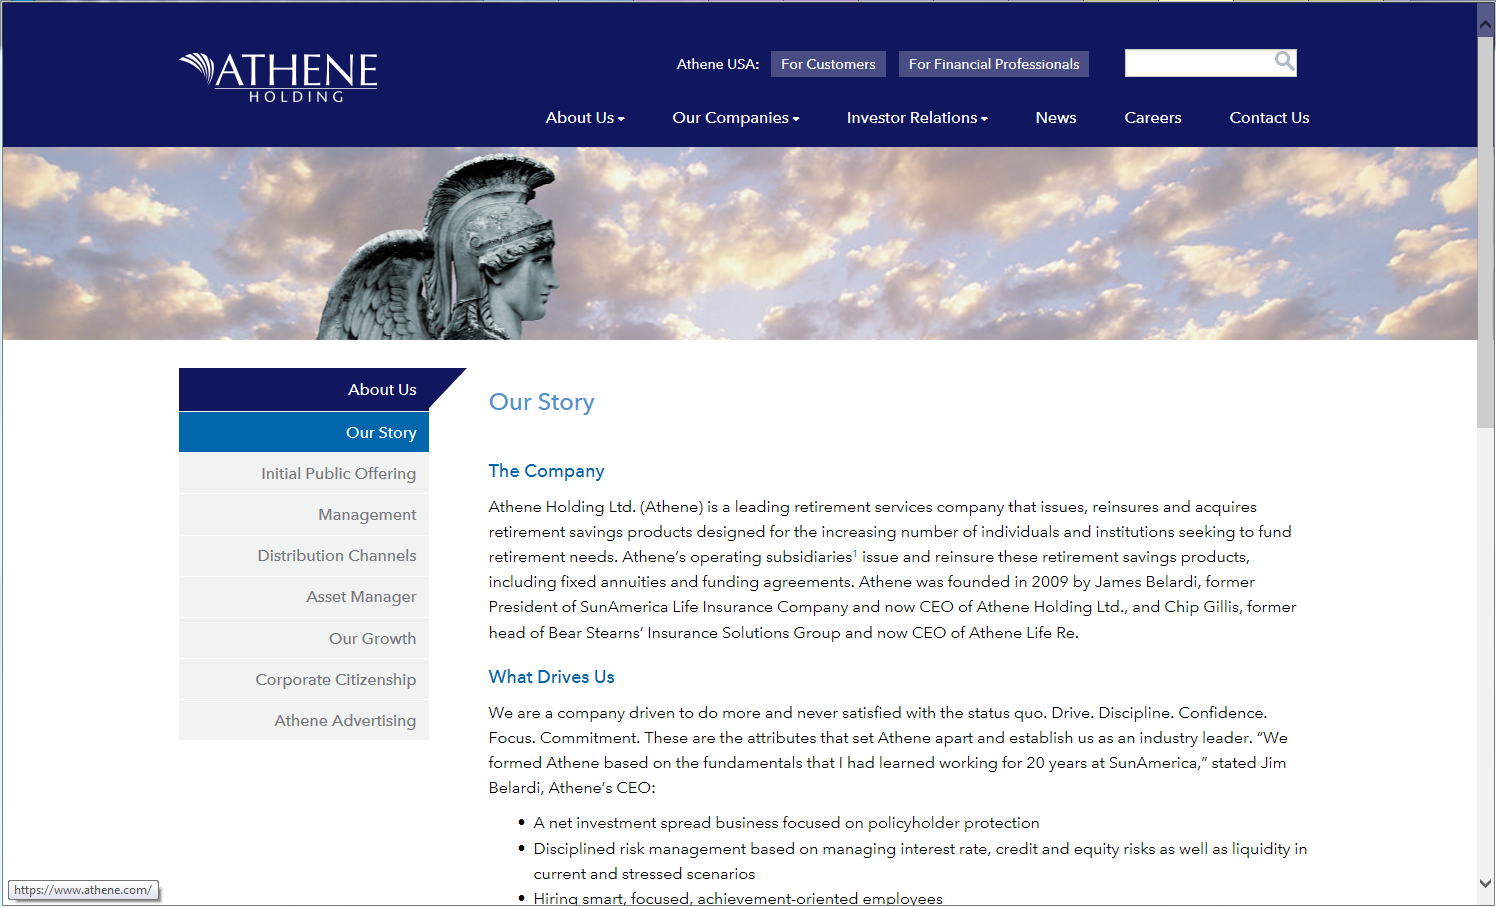 ATHENE
HOLDING
Athene USA: For Customers For Financial Professionals
About Us Our Companies Investor Relations News Careers Contact Us
About Us
Our Story
Initial Public Offering
Management
Distribution Channels
Asset Manager
Our Growth
Corporate Citizenship
Athene Advertising
Our Story
The Company
Athene Holding Ltd. (Athene) is a leading retirement services company that issues, reinsures and acquires
retirement savings products designed for the increasing number of individuals and institutions seeking to fund
retirement needs. Athene’s operating subsidiaries¹ issue and reinsure these retirement savings products,
including fixed annuities and funding agreements. Athene was founded in 2009 by James Belardi, former
President of SunAmerica Life Insurance Company and now CEO of Athene Holding Ltd., and Chip Gillis, former
head of Bear Stearns’ Insurance Solutions Group and now CEO of Athene Life Re.
What Drives Us
We are a company driven to do more and never satisfied with the status quo. Drive. Discipline. Confidence.
Focus. Commitment. These are the attributes that set Athene apart and establish us as an industry leader. “We
formed Athene based on the fundamentals that I had learned working for 20 years at SunAmerica,” stated Jim
Belardi, Athene’s CEO:
• A net investment spread business focused on policyholder protection
• Disciplined risk management based on managing interest rate, credit and equity risks as well as liquidity in
current and stressed scenarios
• Hiring smart, focused, achievement-oriented employees
https://www.athene.com/